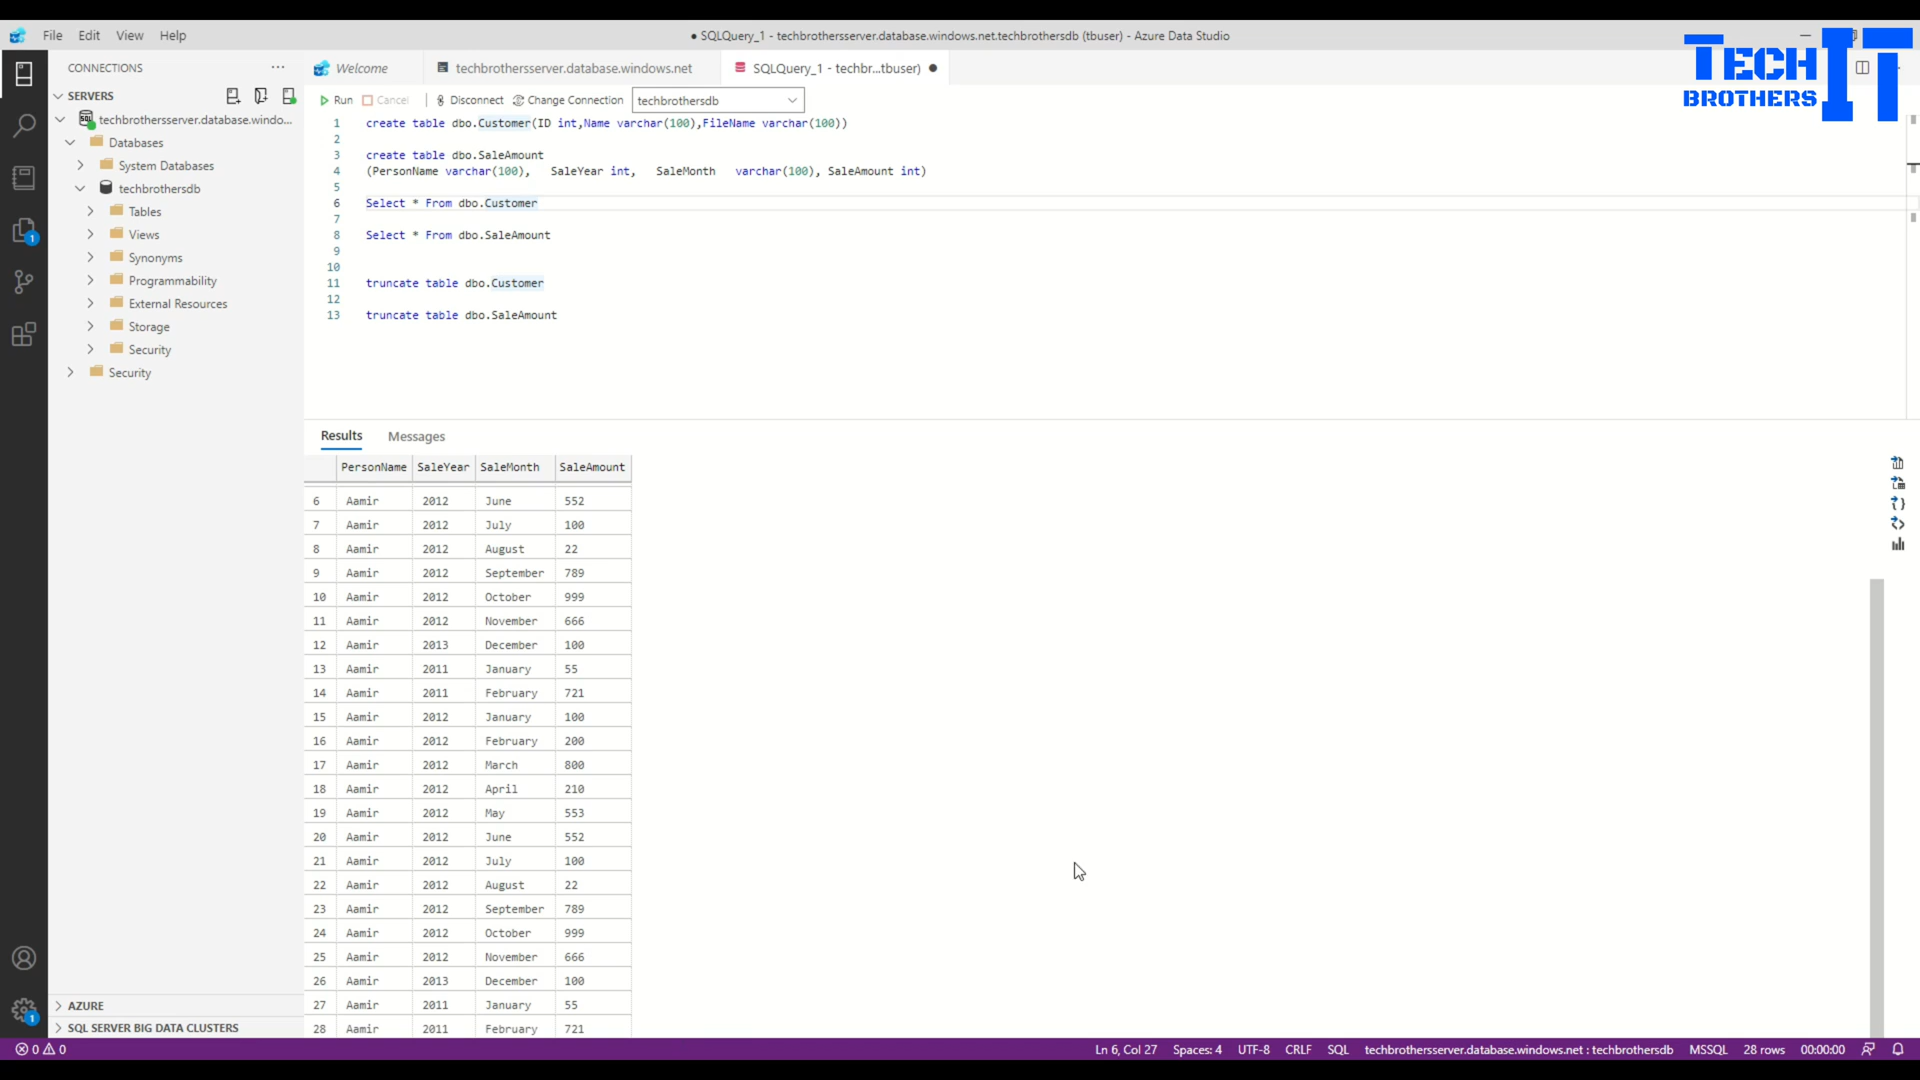 File Edit View Help
● SQLQuery_1 - techbrothersserver.database.windows.net.techbrothersdb (tbuser) - Azure Data Studio
TECH IT
BROTHERS
CONNECTIONS
Welcome
techbrothersserver.database.windows.net
SQLQuery_1 - techbr...tbuser) ●
SERVERS
Run Cancel Disconnect Change Connection techbrothersdb
techbrothersserver.database.windo...
Databases
System Databases
techbrothersdb
Tables
Views
Synonyms
Programmability
External Resources
Storage
Security
Security
1
1 create table dbo.Customer(ID int,Name varchar(100),FileName varchar(100))
2
3 create table dbo.SaleAmount
4 (PersonName varchar(100), SaleYear int, SaleMonth varchar(100), SaleAmount int)
5
6 Select * From dbo.Customer
7
8 Select * From dbo.SaleAmount
9
10
11 truncate table dbo.Customer
12
13 truncate table dbo.SaleAmount
Results Messages
PersonName SaleYear SaleMonth SaleAmount
6 Aamir 2012 June 552
7 Aamir 2012 July 100
8 Aamir 2012 August 22
9 Aamir 2012 September 789
10 Aamir 2012 October 999
11 Aamir 2012 November 666
12 Aamir 2013 December 100
13 Aamir 2011 January 55
14 Aamir 2011 February 721
15 Aamir 2012 January 100
16 Aamir 2012 February 200
17 Aamir 2012 March 800
18 Aamir 2012 April 210
19 Aamir 2012 May 553
20 Aamir 2012 June 552
21 Aamir 2012 July 100
22 Aamir 2012 August 22
23 Aamir 2012 September 789
24 Aamir 2012 October 999
25 Aamir 2012 November 666
26 Aamir 2013 December 100
27 Aamir 2011 January 55
28 Aamir 2011 February 721
AZURE
1
SQL SERVER BIG DATA CLUSTERS
0 0
Ln 6, Col 27 Spaces: 4 UTF-8 CRLF SQL techbrothersserver.database.windows.net : techbrothersdb MSSQL 28 rows 00:00:00